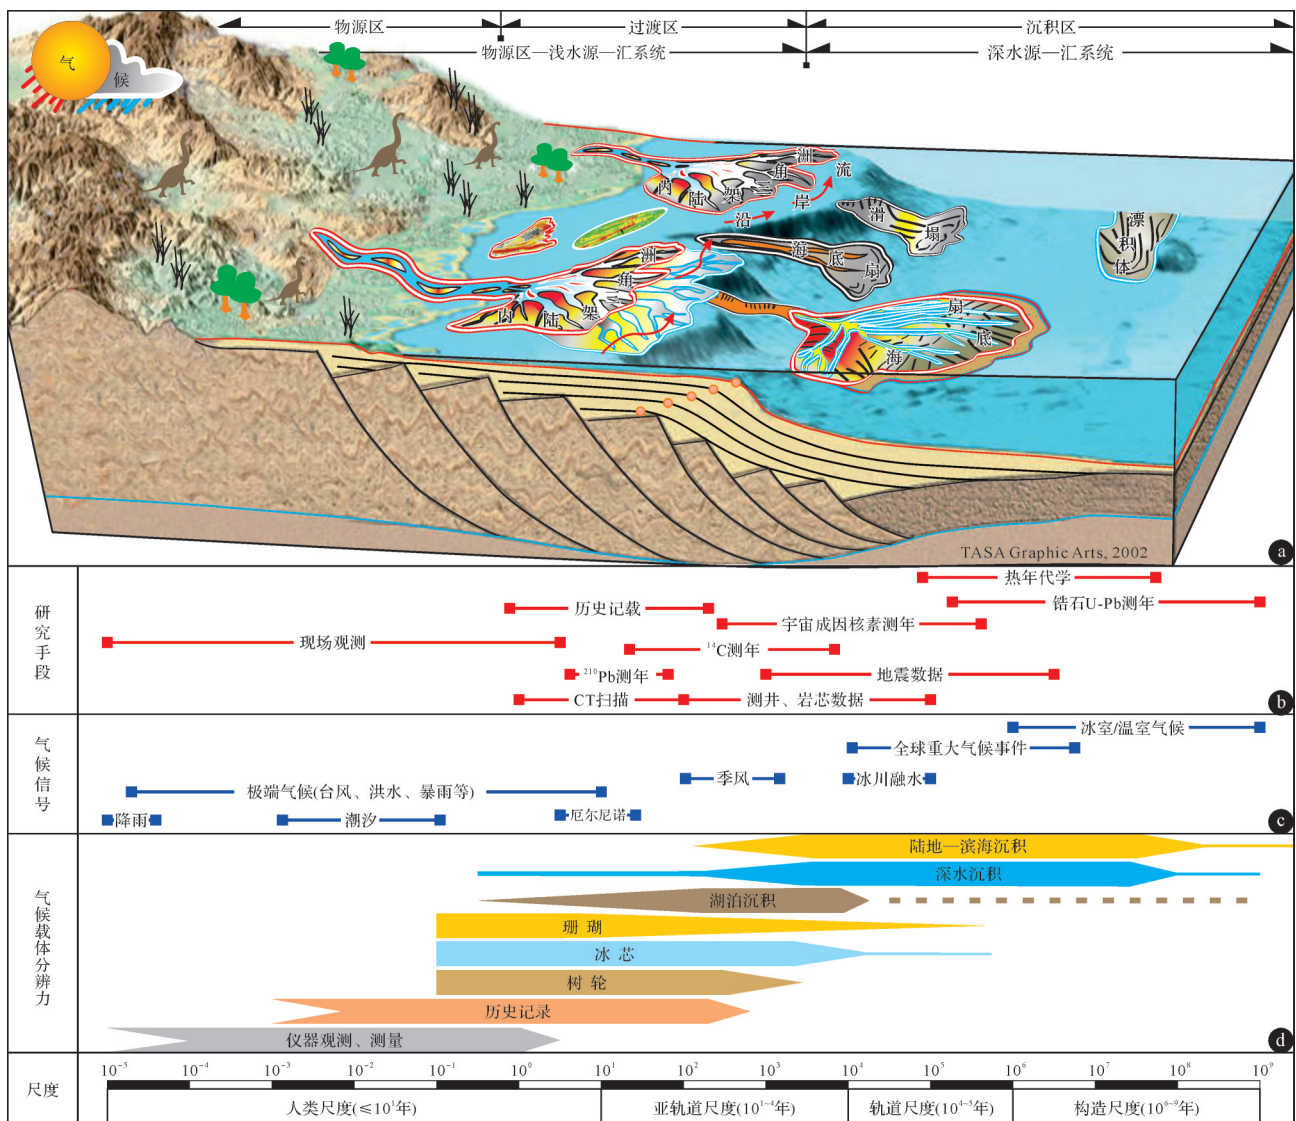 物源区 过渡区 沉积区
物源区—浅水源—汇系统 深水源—汇系统
气
候
内陆架三角洲
沿岸流
滑塌
漂积体
海底扇
内陆架三角洲
海底扇
TASA Graphic Arts, 2002
a
研究手段
热年代学
锆石U-Pb测年
历史记载
宇宙成因核素测年
现场观测
¹⁴C测年
²¹⁰Pb测年
地震数据
CT扫描
测井、岩芯数据
b
气候信号
冰室/温室气候
全球重大气候事件
季风
冰川融水
极端气候(台风、洪水、暴雨等)
降雨
潮汐
厄尔尼诺
c
气候载体分辨力
陆地—滨海沉积
深水沉积
湖泊沉积
珊瑚
冰芯
树轮
历史记录
仪器观测、测量
d
尺度
10⁻⁵ 10⁻⁴ 10⁻³ 10⁻² 10⁻¹ 10⁰ 10¹ 10² 10³ 10⁴ 10⁵ 10⁶ 10⁷ 10⁸ 10⁹
人类尺度(≤10¹年) 亚轨道尺度(10¹⁻⁴年) 轨道尺度(10⁴⁻⁵年) 构造尺度(10⁶⁻⁹年)